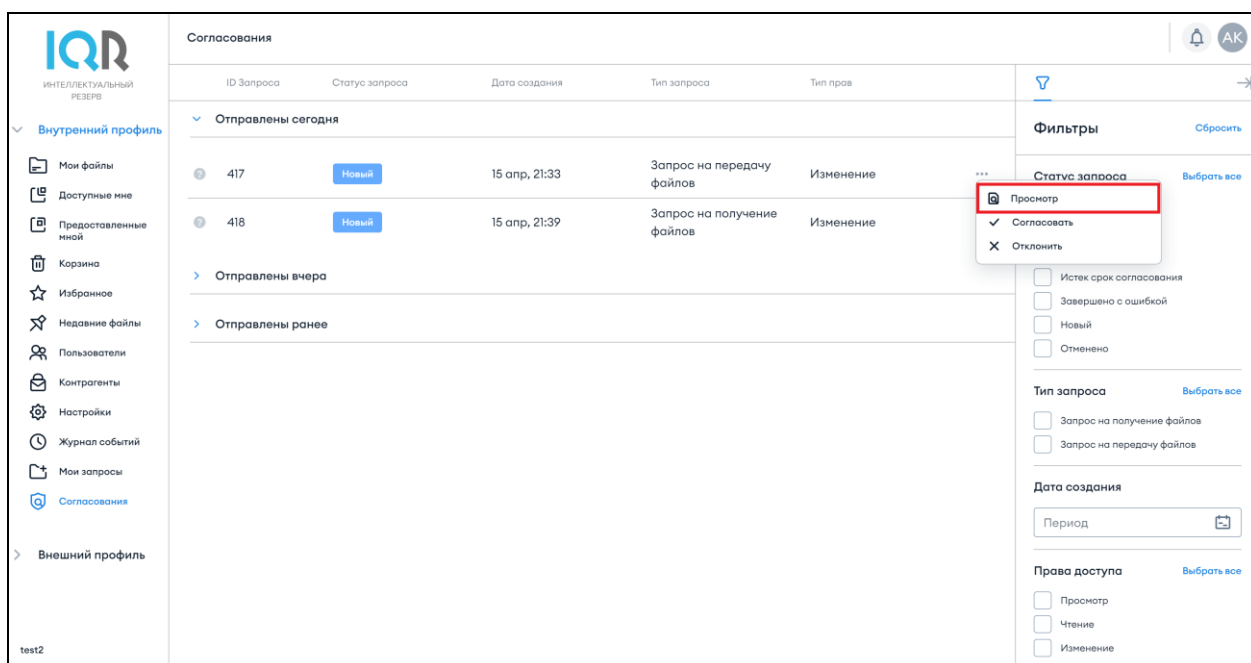 IQR
ИНТЕЛЛЕКТУАЛЬНЫЙ
РЕЗЕРВ
Внутренний профиль
Мои файлы
Доступные мне
Предоставленные
мной
Корзина
Избранное
Недавние файлы
Пользователи
Контрагенты
Настройки
Журнал событий
Мои запросы
Согласования
Внешний профиль
test2
Согласования
AK
ID Запроса Статус запроса Дата создания Тип запроса Тип прав
Отправлены сегодня
417 Новый 15 апр, 21:33 Запрос на передачу
файлов Изменение
418 Новый 15 апр, 21:39 Запрос на получение
файлов Изменение
Отправлены вчера
Отправлены ранее
Просмотр
Согласовать
Отклонить
Фильтры Сбросить
Статус запроса Выбрать все
Истек срок согласования
Завершено с ошибкой
Новый
Отменено
Тип запроса Выбрать все
Запрос на получение файлов
Запрос на передачу файлов
Дата создания
Период
Права доступа Выбрать все
Просмотр
Чтение
Изменение